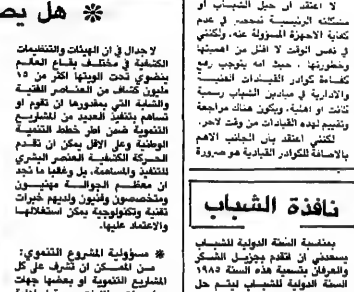 لا اعتقد ان جيل الشباب او
مشكلته الرئيسية تنحصر في عدم
كفاية الاجهزة المسؤولة عنه، ولكنني
في نفس الوقت لا اقلل من اهميتها
وخطورتها . حيث انه يتوجب رفع
كفاءة كوادر القيادات الفنية
والادارية في ميادين الشباب رسمية
كانت او اهلية، ويكون هناك مراجعة
وتقييم لهذه القيادات من وقت لآخر.
لكنني اعتقد بأن الجانب الاهم
بالاضافة للكوادر القيادية هو ضرورة
نافذة الشباب
بمناسبة السنة الدولية للشباب
يسعدني ان اتقدم بجزيل الشكر
والعرفان بتسمية هذه السنة ١٩٨٥
السنة الدولية للشباب ليتم حل
❊ هل يم
لا جدال في ان الهيئات والتنظيمات
الكشفية في مختلف بقاع العالم
ينضوي تحت الويتها اكثر من ١٥
مليون كشاف من العناصر الفتية
والشابة التي بمقدورها ان تقوم او
تساهم بتنفيذ العديد من المشاريع
التنموية ضمن اطر خطط التنمية
الوطنية وعلى الاقل يمكن ان تقدم
الحركة الكشفية العنصر البشري
للتنفيذ والمساهمة، بل وغالبا ما نجد
ان معظم الجوالة مهنيون
ومتخصصون وفنيون ولديهم خبرات
تقنية وتكنولوجية يمكن استغلالها
والاعتماد عليها.
❊ مسؤولية المشروع التنموي:
من الممكن ان تشرف على كل
المشاريع التنموية او بعضها جهات